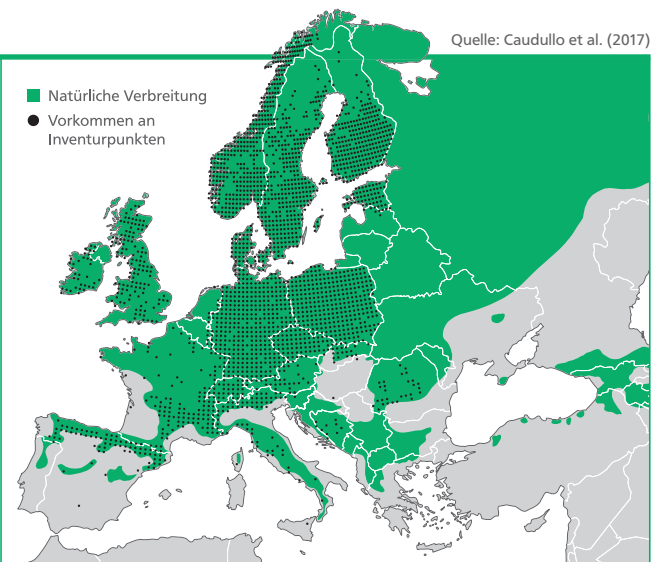 Quelle: Caudullo et al. (2017)
Natürliche Verbreitung
Vorkommen an
Inventurpunkten